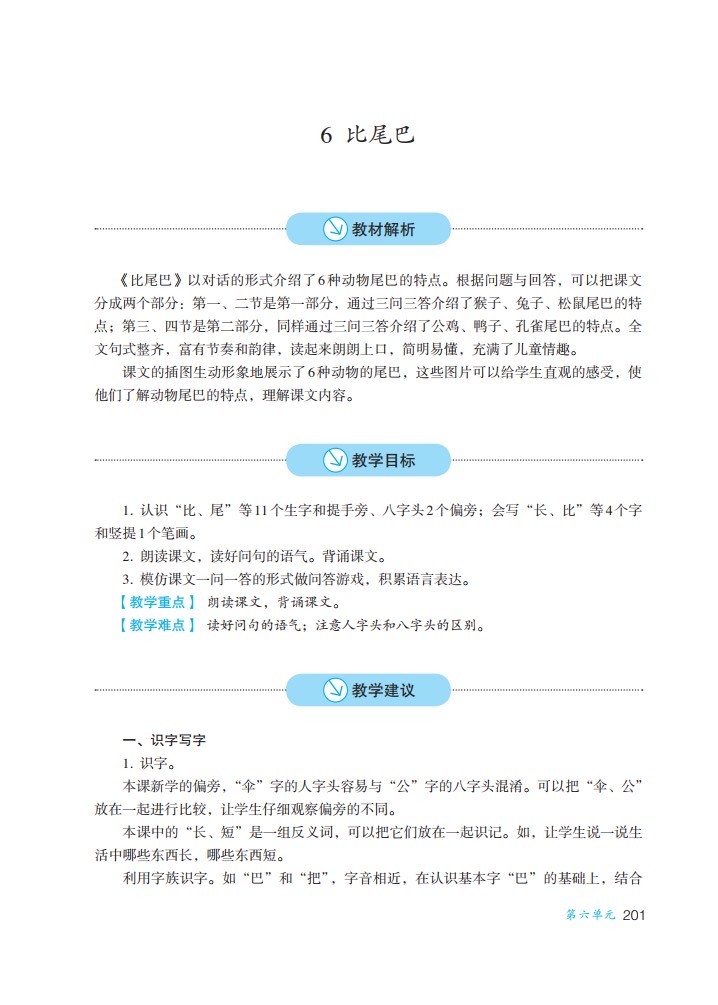 6 比尾巴
教材解析
《比尾巴》以对话的形式介绍了6种动物尾巴的特点。根据问题与回答，可以把课文
分成两个部分：第一、二节是第一部分，通过三问三答介绍了猴子、兔子、松鼠尾巴的特
点；第三、四节是第二部分，同样通过三问三答介绍了公鸡、鸭子、孔雀尾巴的特点。全
文句式整齐，富有节奏和韵律，读起来朗朗上口，简明易懂，充满了儿童情趣。
课文的插图生动形象地展示了6种动物的尾巴，这些图片可以给学生直观的感受，使
他们了解动物尾巴的特点，理解课文内容。
教学目标
1. 认识“比、尾”等11个生字和提手旁、八字头2个偏旁；会写“长、比”等4个字
和竖提1个笔画。
2. 朗读课文，读好问句的语气。背诵课文。
3. 模仿课文一问一答的形式做问答游戏，积累语言表达。
【教学重点】 朗读课文，背诵课文。
【教学难点】 读好问句的语气；注意人字头和八字头的区别。
教学建议
一、识字写字
1. 识字。
本课新学的偏旁，“伞”字的人字头容易与“公”字的八字头混淆。可以把“伞、公”
放在一起进行比较，让学生仔细观察偏旁的不同。
本课中的“长、短”是一组反义词，可以把它们放在一起识记。如，让学生说一说生
活中哪些东西长，哪些东西短。
利用字族识字。如“巴”和“把”，字音相近，在认识基本字“巴”的基础上，结合
第六单元 201